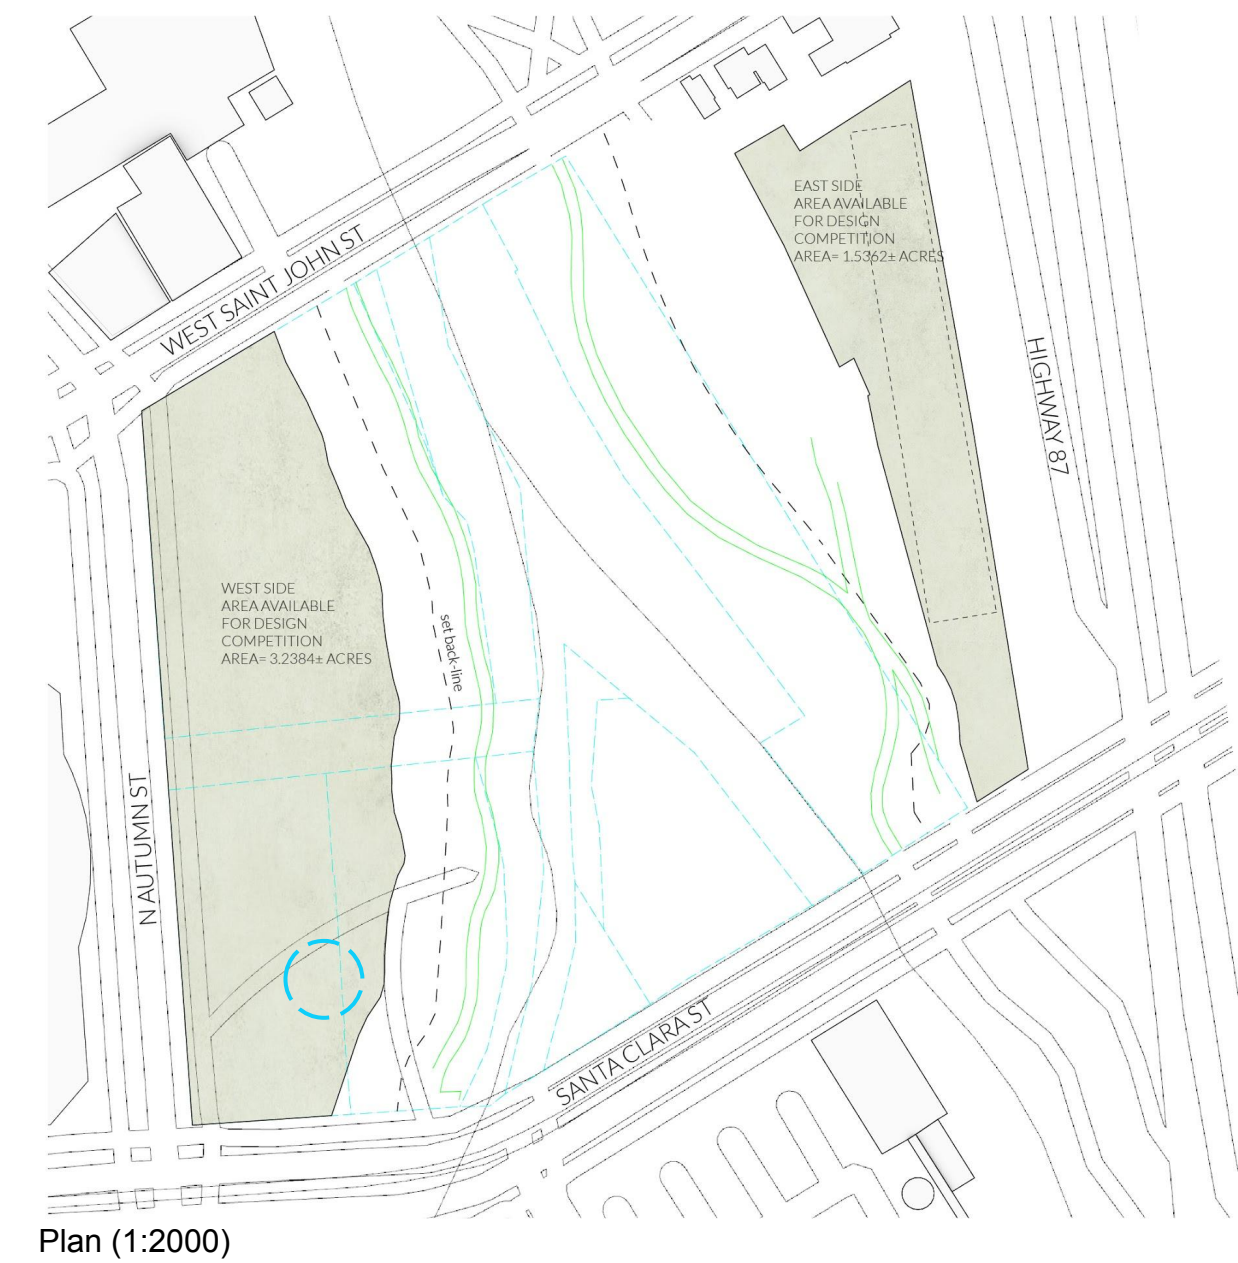 EAST SIDE
AREA AVAILABLE
FOR DESIGN
COMPETITION
AREA= 1.5362± ACRES
WEST SAINT JOHN ST
HIGHWAY 87
WEST SIDE
AREA AVAILABLE
FOR DESIGN
COMPETITION
AREA= 3.2384± ACRES
set back-line
N AUTUMN ST
SANTA CLARA ST
Plan (1:2000)